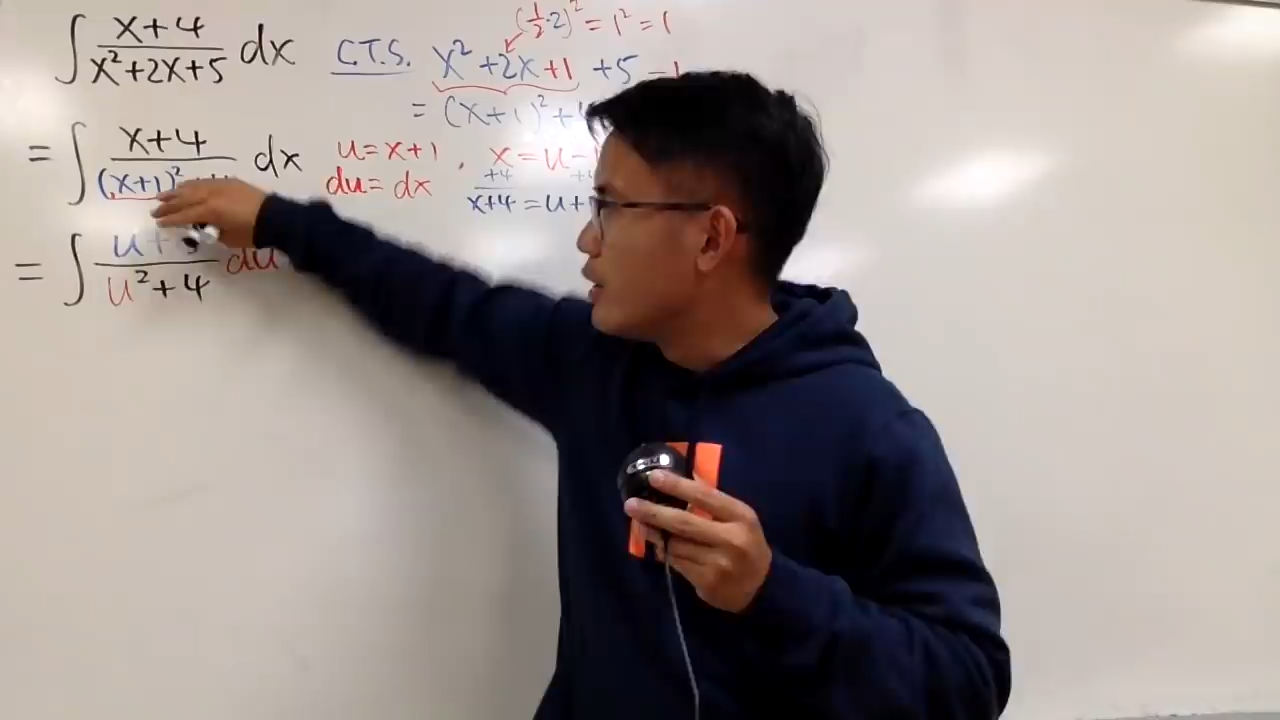 ∫ (x+4)/(x²+2x+5) dx C.T.S. x²+2x+1 +5 −1
(½·2)² = 1² = 1
= (x+1)²+
= ∫ (x+4)/((x+1)² dx u = x+1 , x = u−1
+4
du = dx x+4 = u+
= ∫ (u+)/(u²+4) du